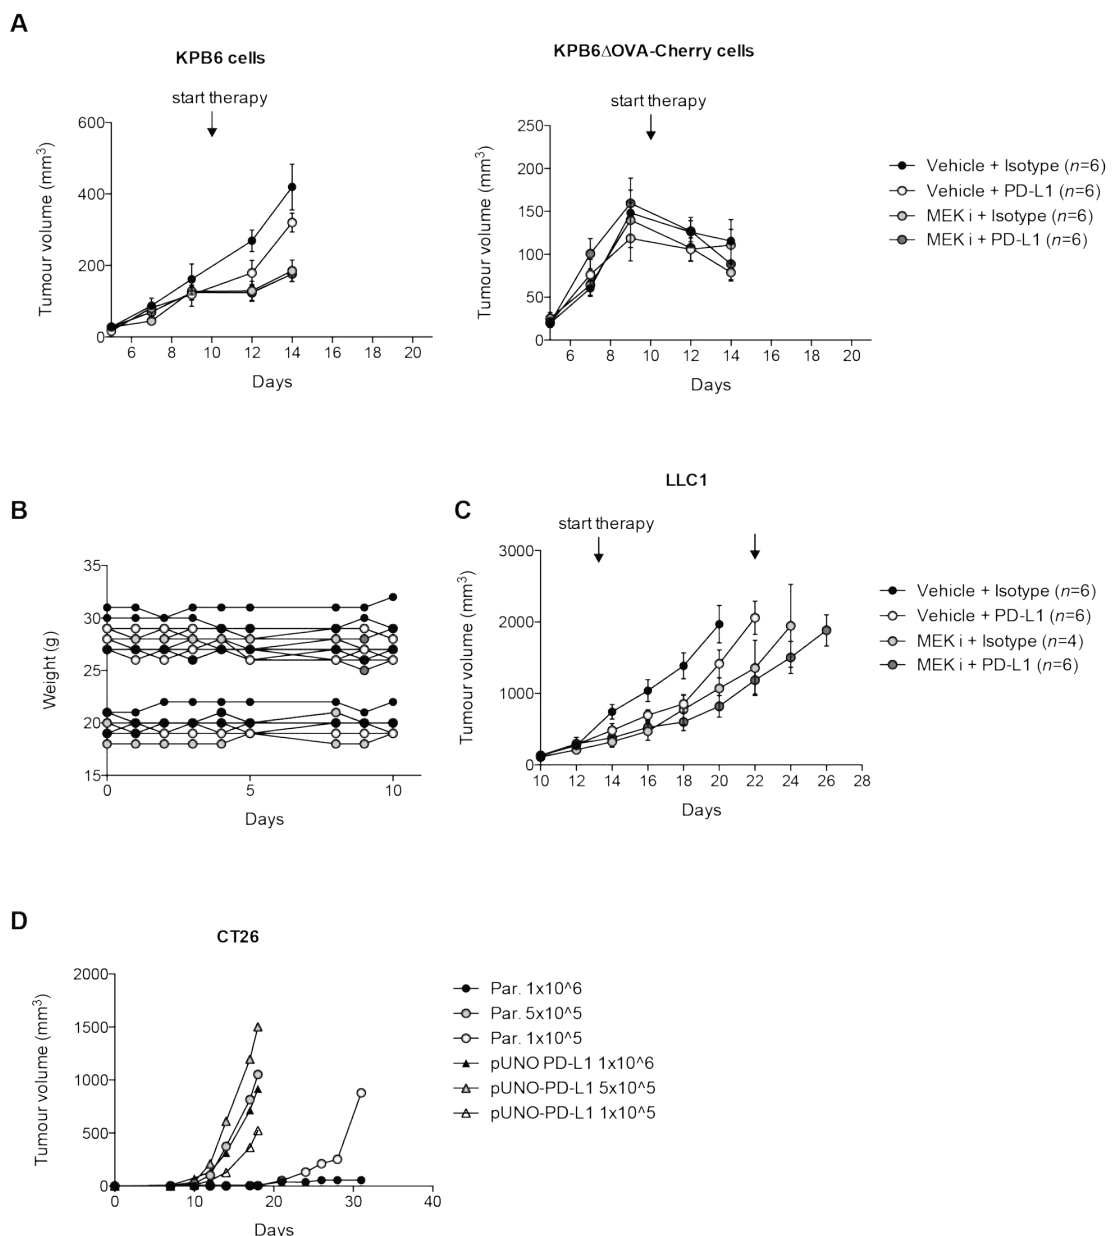 A
KPB6 cells
start therapy
Tumour volume (mm³)
600
400
200
0
6 8 10 12 14 16 18 20
Days
KPB6∆OVA-Cherry cells
start therapy
Tumour volume (mm³)
250
200
150
100
50
0
6 8 10 12 14 16 18 20
Days
Vehicle + Isotype (n=6)
Vehicle + PD-L1 (n=6)
MEK i + Isotype (n=6)
MEK i + PD-L1 (n=6)
B
Weight (g)
35
30
25
20
15
0 5 10
Days
C
LLC1
start therapy
Tumour volume (mm³)
3000
2000
1000
0
10 12 14 16 18 20 22 24 26 28
Days
Vehicle + Isotype (n=6)
Vehicle + PD-L1 (n=6)
MEK i + Isotype (n=4)
MEK i + PD-L1 (n=6)
D
CT26
Tumour volume (mm³)
2000
1500
1000
500
0
0 10 20 30 40
Days
Par. 1x10^6
Par. 5x10^5
Par. 1x10^5
pUNO PD-L1 1x10^6
pUNO-PD-L1 5x10^5
pUNO-PD-L1 1x10^5